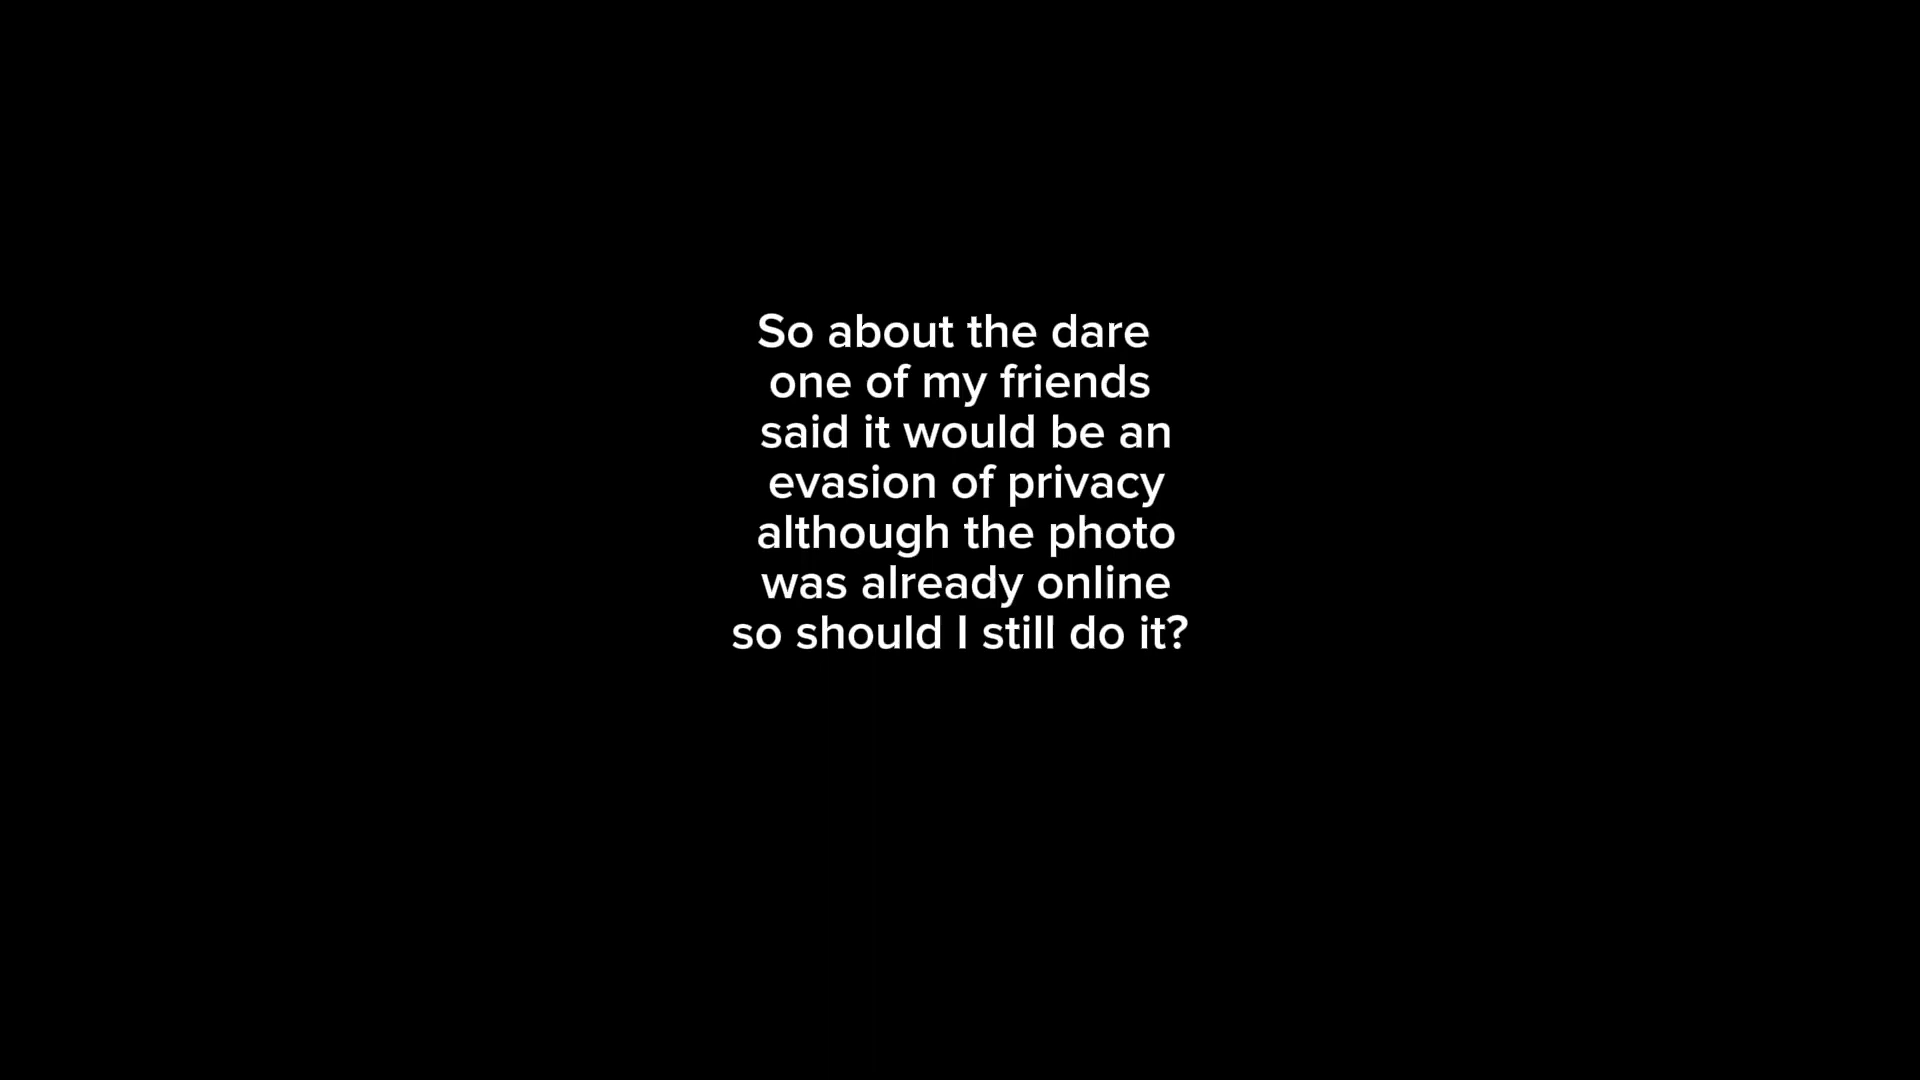 So about the dare
one of my friends
said it would be an
evasion of privacy
although the photo
was already online
so should I still do it?